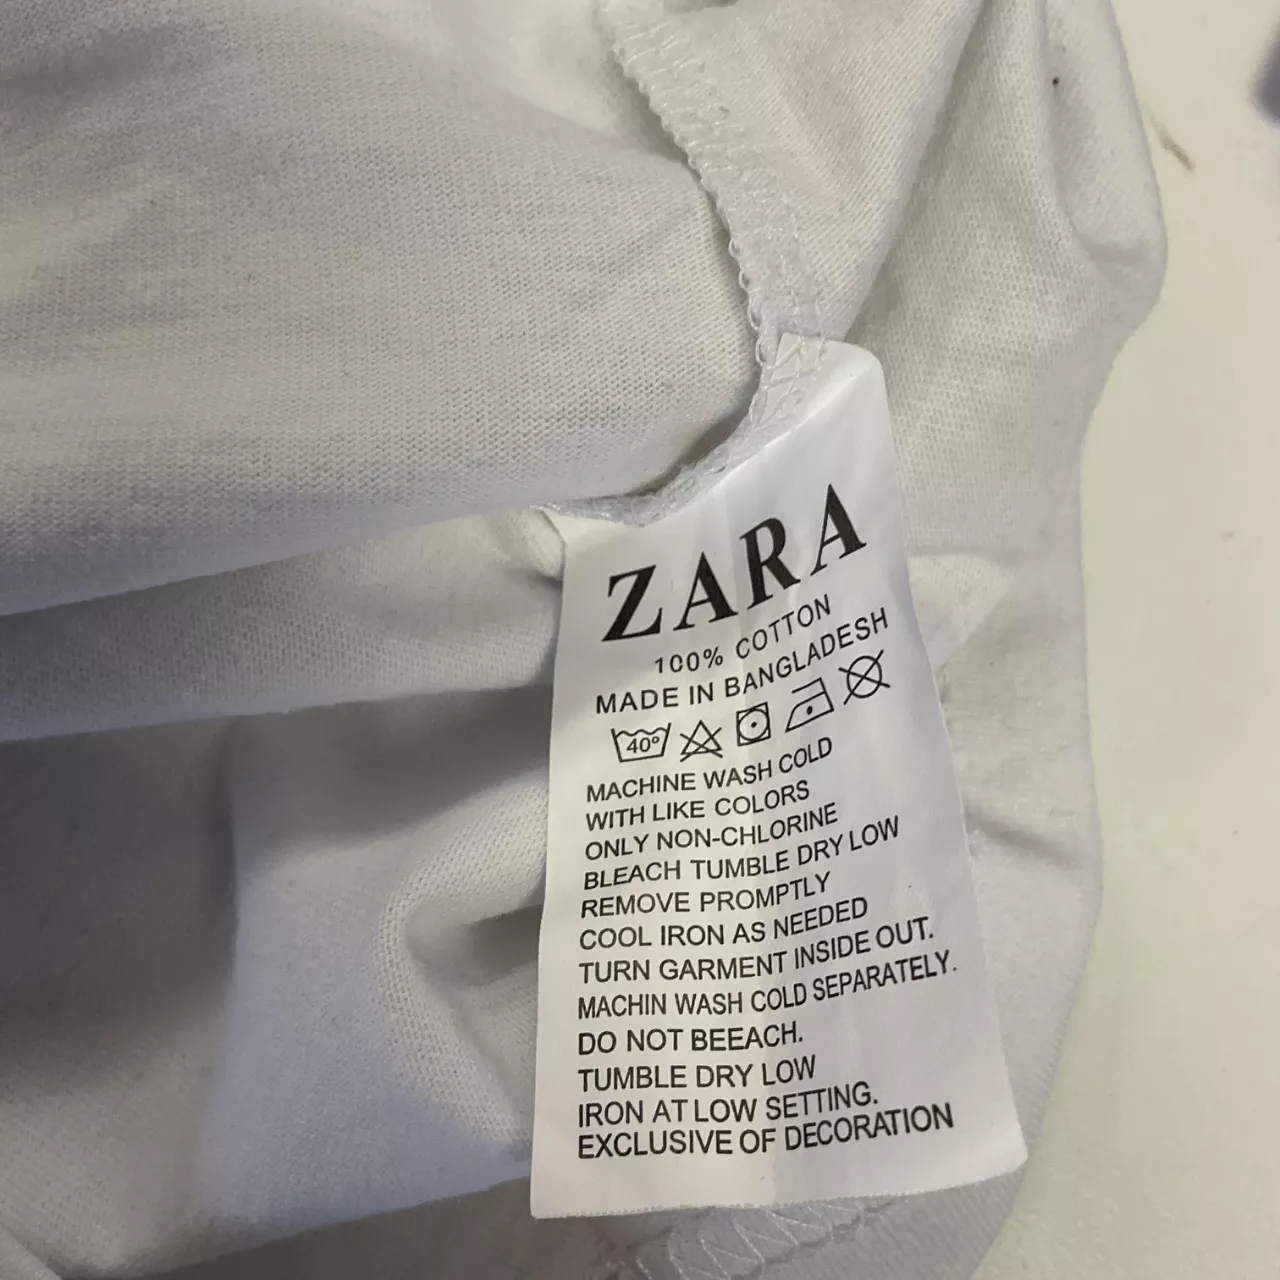 ZARA
100% COTTON
MADE IN BANGLADESH
40°
MACHINE WASH COLD
WITH LIKE COLORS
ONLY NON-CHLORINE
BLEACH TUMBLE DRY LOW
REMOVE PROMPTLY
COOL IRON AS NEEDED
TURN GARMENT INSIDE OUT.
MACHIN WASH COLD SEPARATELY.
DO NOT BEEACH.
TUMBLE DRY LOW
IRON AT LOW SETTING.
EXCLUSIVE OF DECORATION